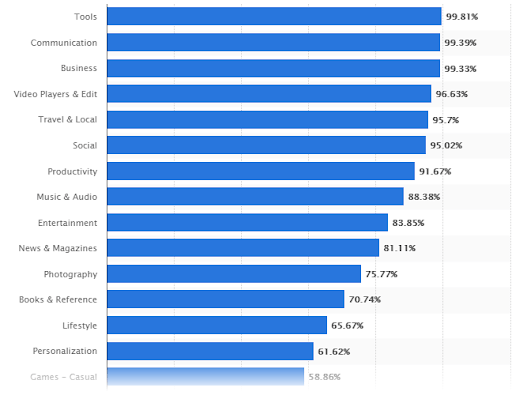 Tools 99.81%
Communication 99.39%
Business 99.33%
Video Players & Edit 96.63%
Travel & Local 95.7%
Social 95.02%
Productivity 91.67%
Music & Audio 88.38%
Entertainment 83.85%
News & Magazines 81.11%
Photography 75.77%
Books & Reference 70.74%
Lifestyle 65.67%
Personalization 61.62%
Games – Casual 58.86%